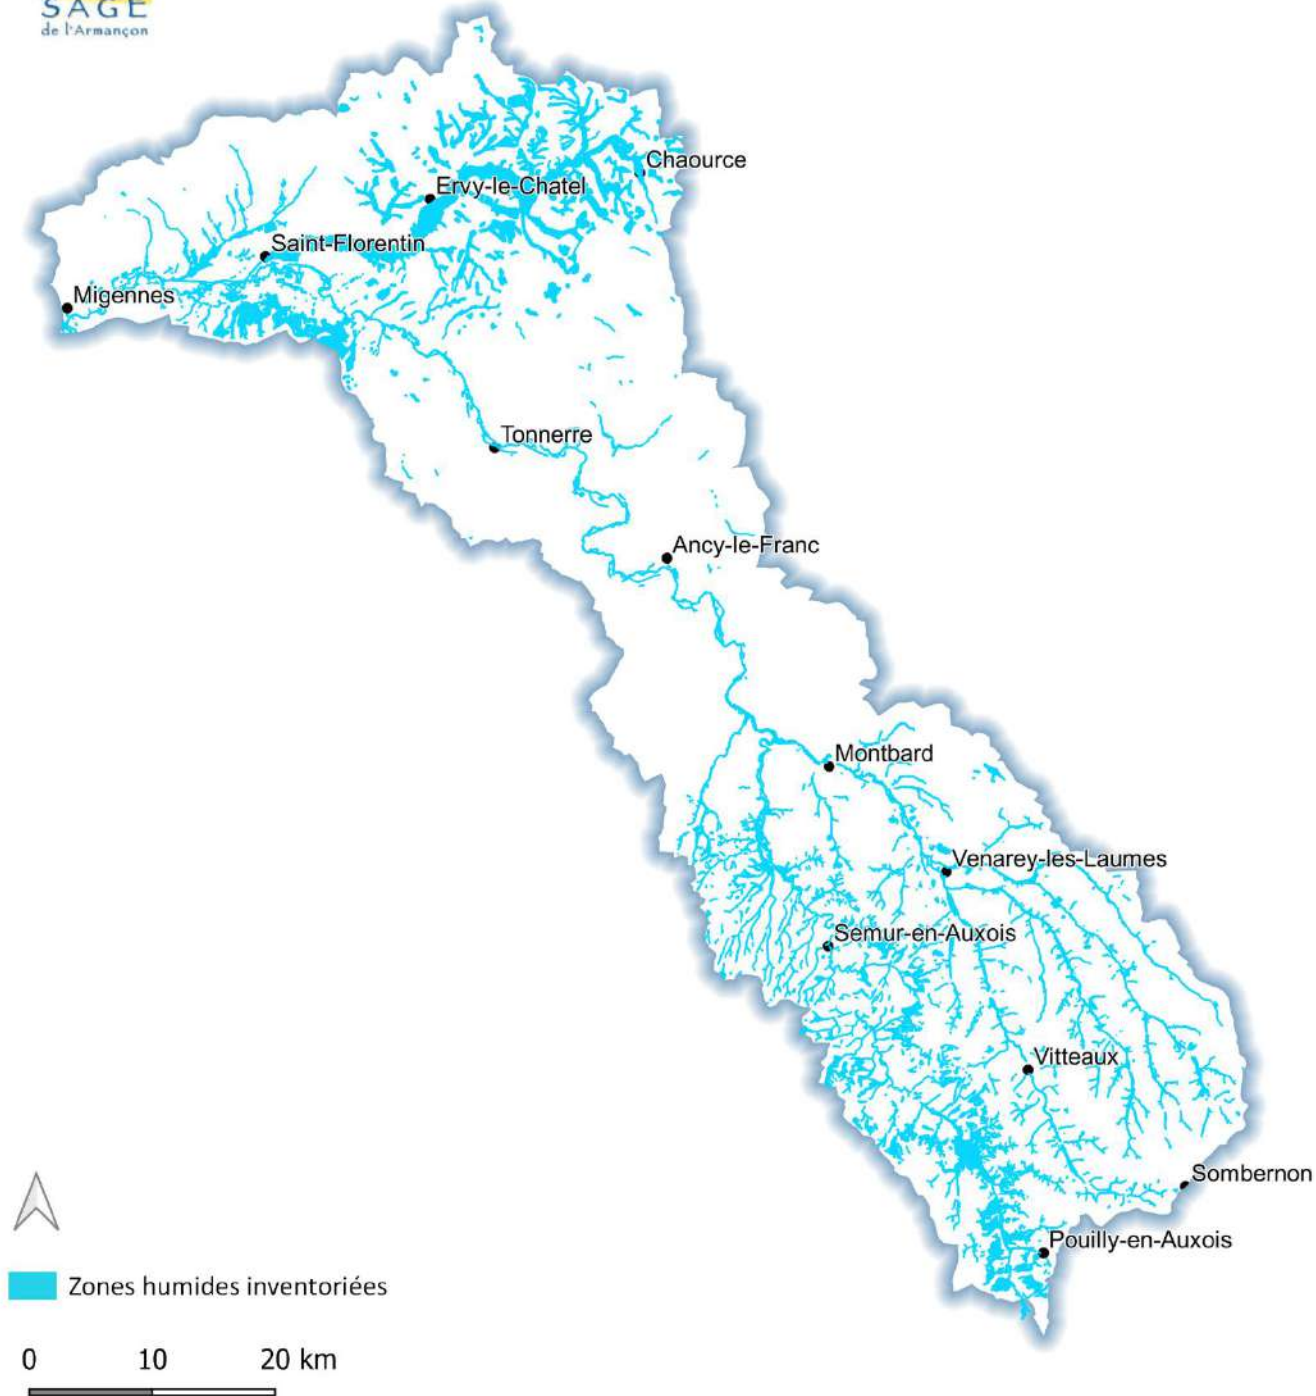 SAGE
de l'Armançon
Chaource
Ervy-le-Chatel
Saint-Florentin
Migennes
Tonnerre
Ancy-le-Franc
Montbard
Venarey-les-Laumes
Semur-en-Auxois
Vitteaux
Sombernon
Pouilly-en-Auxois
Zones humides inventoriées
0 10 20 km